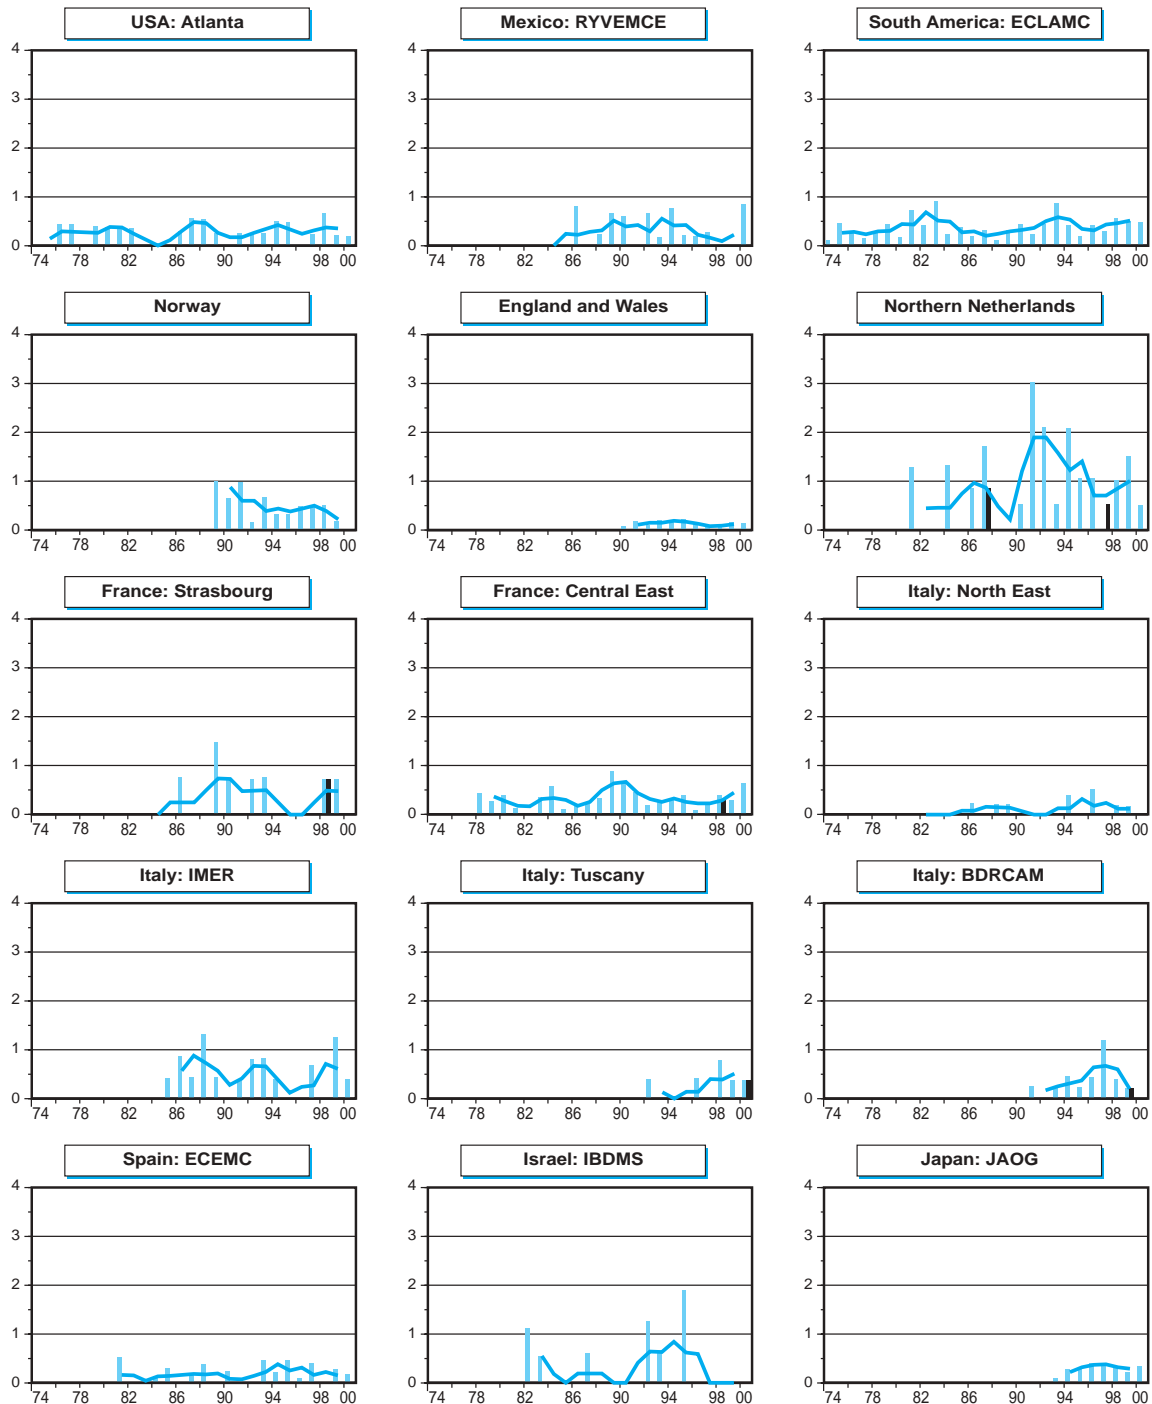 USA: Atlanta
Mexico: RYVEMCE
South America: ECLAMC
4
3
2
1
0
74 78 82 86 90 94 98 00
4
3
2
1
0
74 78 82 86 90 94 98 00
4
3
2
1
0
74 78 82 86 90 94 98 00
Norway
England and Wales
Northern Netherlands
4
3
2
1
0
74 78 82 86 90 94 98 00
4
3
2
1
0
74 78 82 86 90 94 98 00
4
3
2
1
0
74 78 82 86 90 94 98 00
France: Strasbourg
France: Central East
Italy: North East
4
3
2
1
0
74 78 82 86 90 94 98 00
4
3
2
1
0
74 78 82 86 90 94 98 00
4
3
2
1
0
74 78 82 86 90 94 98 00
Italy: IMER
Italy: Tuscany
Italy: BDRCAM
4
3
2
1
0
74 78 82 86 90 94 98 00
4
3
2
1
0
74 78 82 86 90 94 98 00
4
3
2
1
0
74 78 82 86 90 94 98 00
Spain: ECEMC
Israel: IBDMS
Japan: JAOG
4
3
2
1
0
74 78 82 86 90 94 98 00
4
3
2
1
0
74 78 82 86 90 94 98 00
4
3
2
1
0
74 78 82 86 90 94 98 00